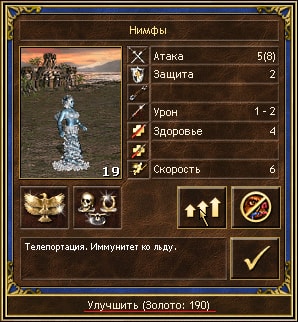 Нимфы
Атака 5(8)
Защита 2
Урон 1 - 2
Здоровье 4
Скорость 6
19
Телепортация. Иммунитет ко льду.
Улучшить (Золото: 190)